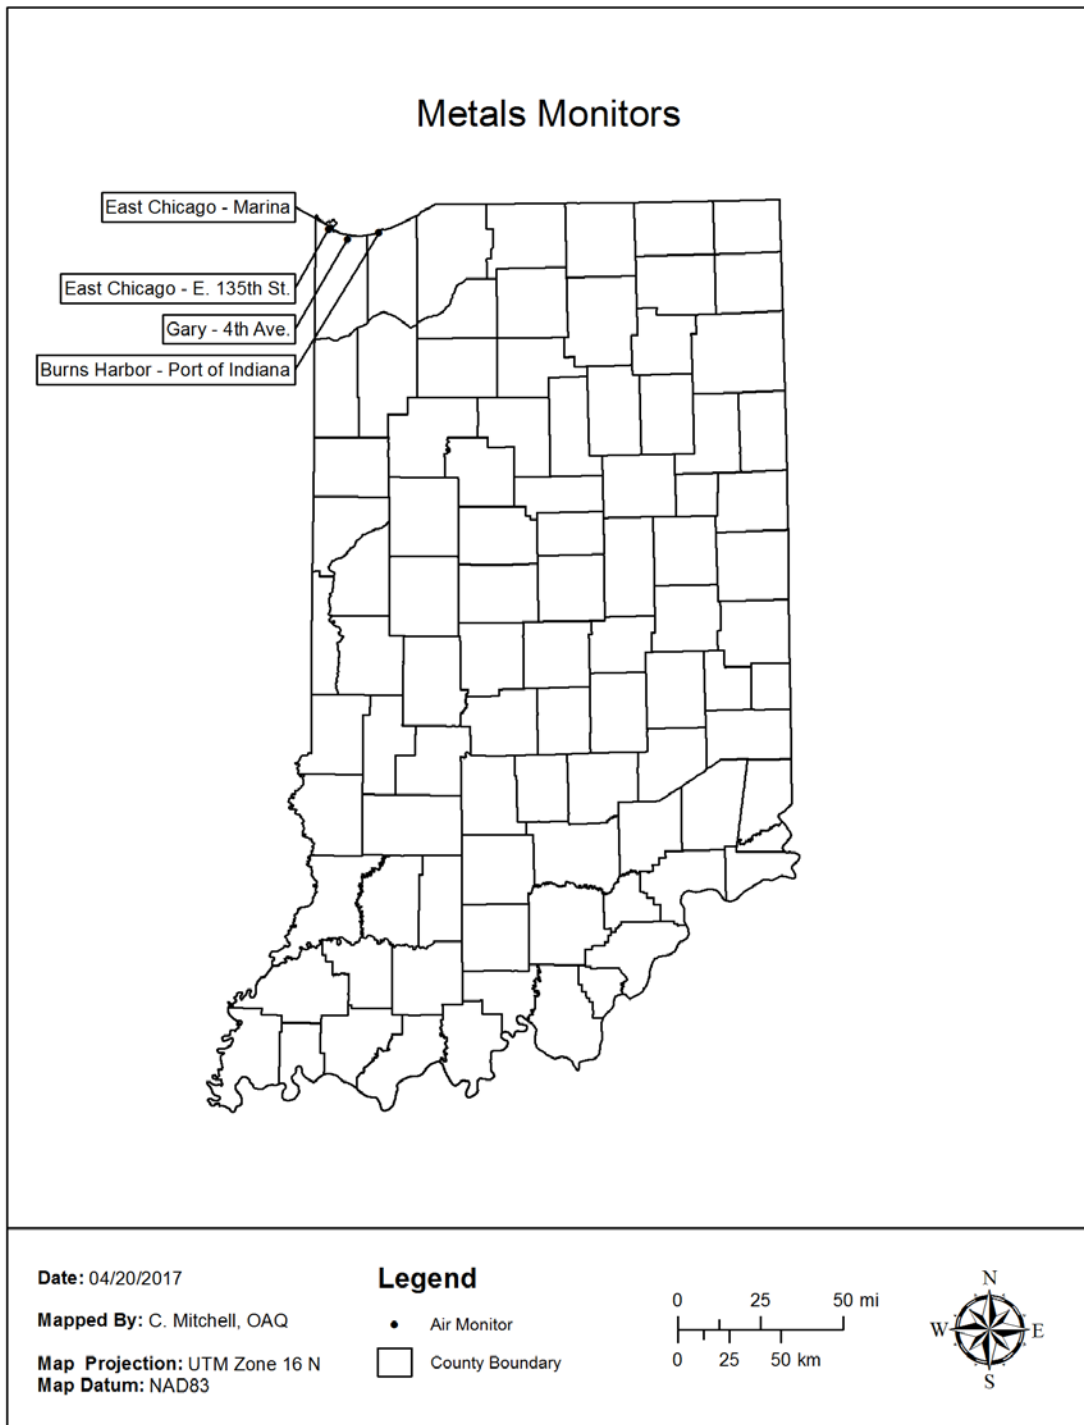 Metals Monitors
East Chicago - Marina
East Chicago - E. 135th St.
Gary - 4th Ave.
Burns Harbor - Port of Indiana
Date: 04/20/2017
Mapped By: C. Mitchell, OAQ
Map Projection: UTM Zone 16 N
Map Datum: NAD83
Legend
Air Monitor
County Boundary
0 25 50 mi
0 25 50 km
N
W E
S